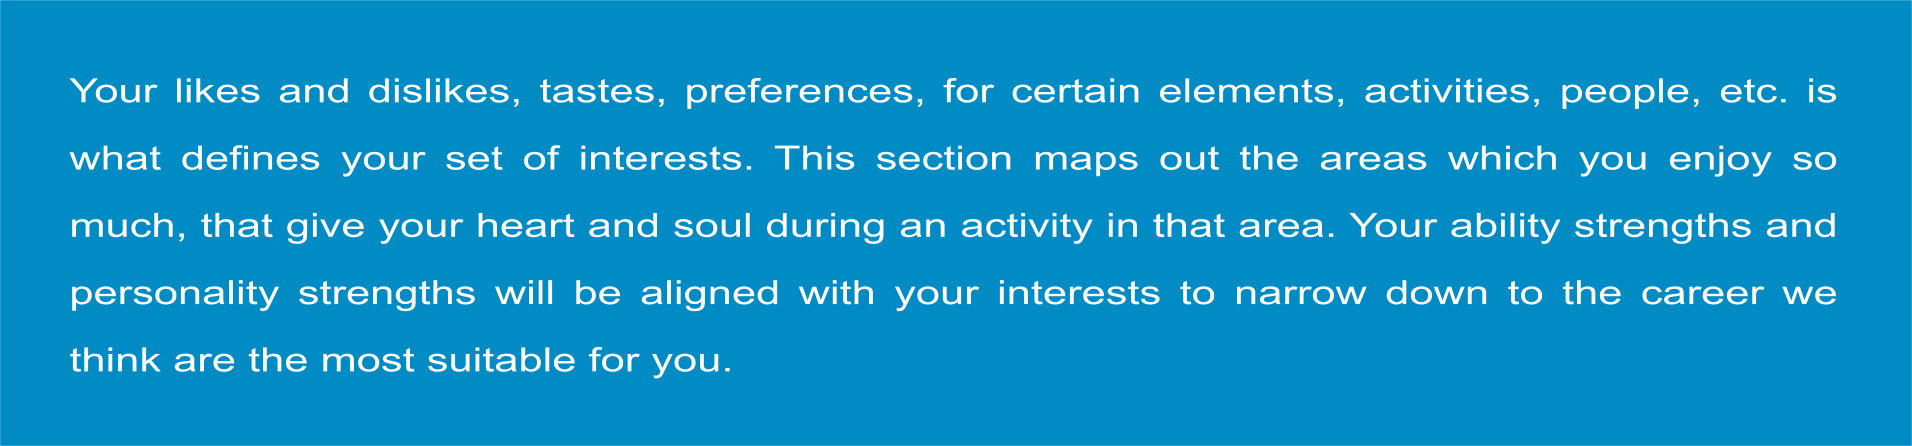 Your likes and dislikes, tastes, preferences, for certain elements, activities, people, etc. is
what defines your set of interests. This section maps out the areas which you enjoy so
much, that give your heart and soul during an activity in that area. Your ability strengths and
personality strengths will be aligned with your interests to narrow down to the career we
think are the most suitable for you.